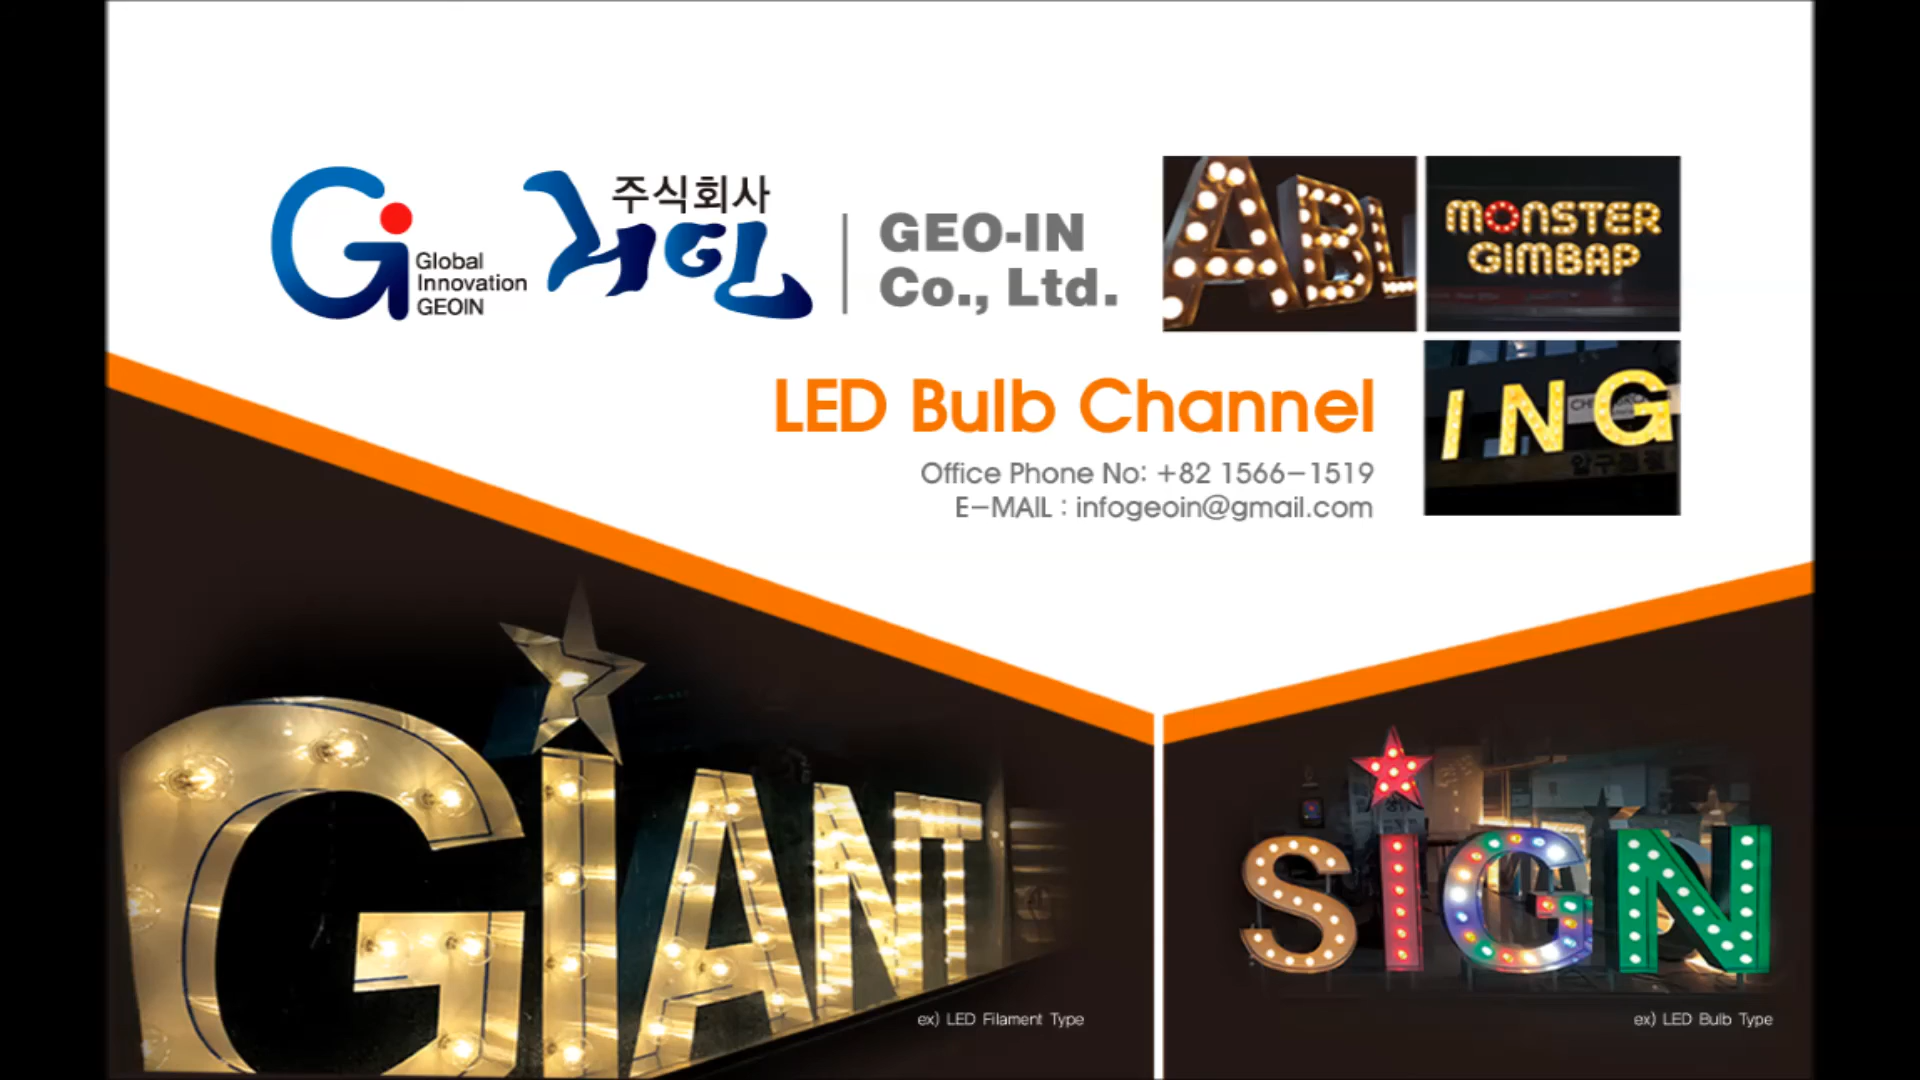 Global
Innovation
GEOIN
주식회사
거인
GEO-IN
Co., Ltd.
ABL
MONSTER
GIMBAP
LED Bulb Channel
ING
Office Phone No: +82 1566-1519
E-MAIL : infogeoin@gmail.com
GIANT
ex) LED Filament Type
SIGN
ex) LED Bulb Type